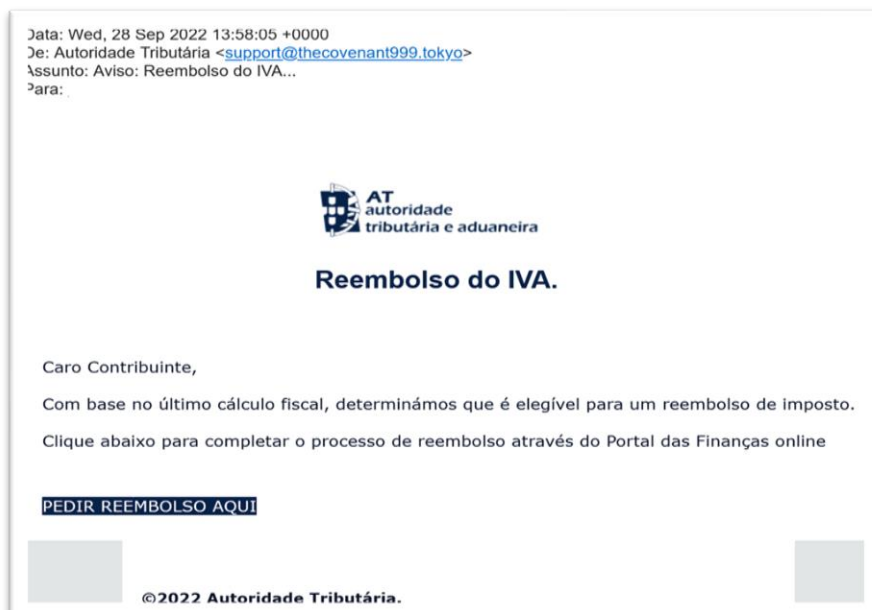 Data: Wed, 28 Sep 2022 13:58:05 +0000
De: Autoridade Tributária <support@thecovenant999.tokyo>
Assunto: Aviso: Reembolso do IVA...
Para:
AT
autoridade
tributária e aduaneira
Reembolso do IVA.
Caro Contribuinte,
Com base no último cálculo fiscal, determinámos que é elegível para um reembolso de imposto.
Clique abaixo para completar o processo de reembolso através do Portal das Finanças online
PEDIR REEMBOLSO AQUI
©2022 Autoridade Tributária.